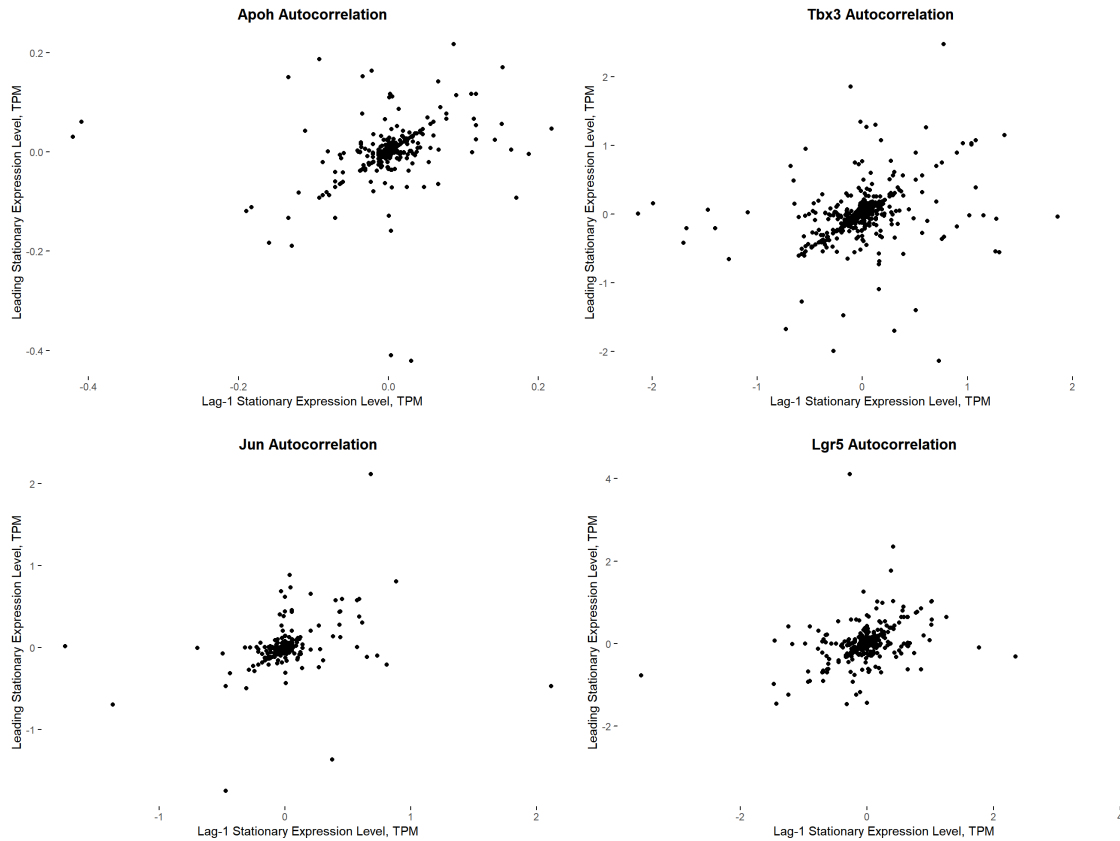 Apoh Autocorrelation
Leading Stationary Expression Level, TPM
0.2
0.0
-0.2
-0.4
-0.4
-0.2
0.0
0.2
Lag-1 Stationary Expression Level, TPM
Tbx3 Autocorrelation
Leading Stationary Expression Level, TPM
2
1
0
-1
-2
-2
-1
0
1
2
Lag-1 Stationary Expression Level, TPM
Jun Autocorrelation
Leading Stationary Expression Level, TPM
2
1
0
-1
-1
0
1
2
Lag-1 Stationary Expression Level, TPM
Lgr5 Autocorrelation
Leading Stationary Expression Level, TPM
4
2
0
-2
-2
0
2
4
Lag-1 Stationary Expression Level, TPM